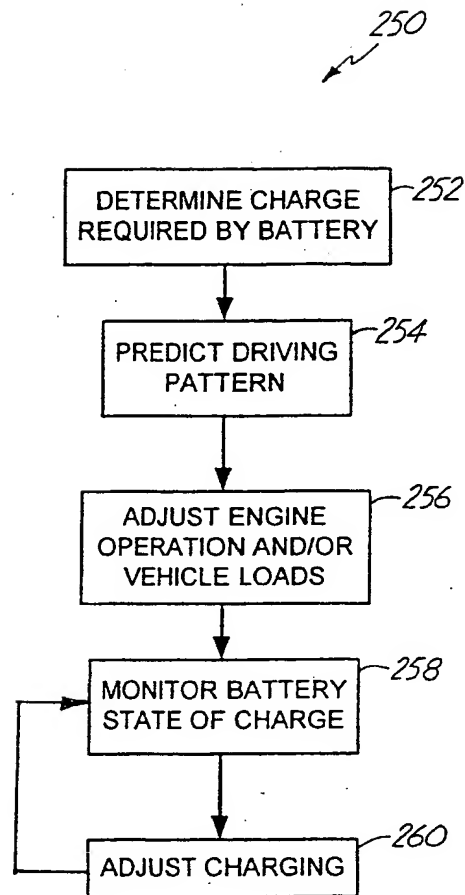 250
DETERMINE CHARGE
REQUIRED BY BATTERY
252
PREDICT DRIVING
PATTERN
254
ADJUST ENGINE
OPERATION AND/OR
VEHICLE LOADS
256
MONITOR BATTERY
STATE OF CHARGE
258
ADJUST CHARGING
260